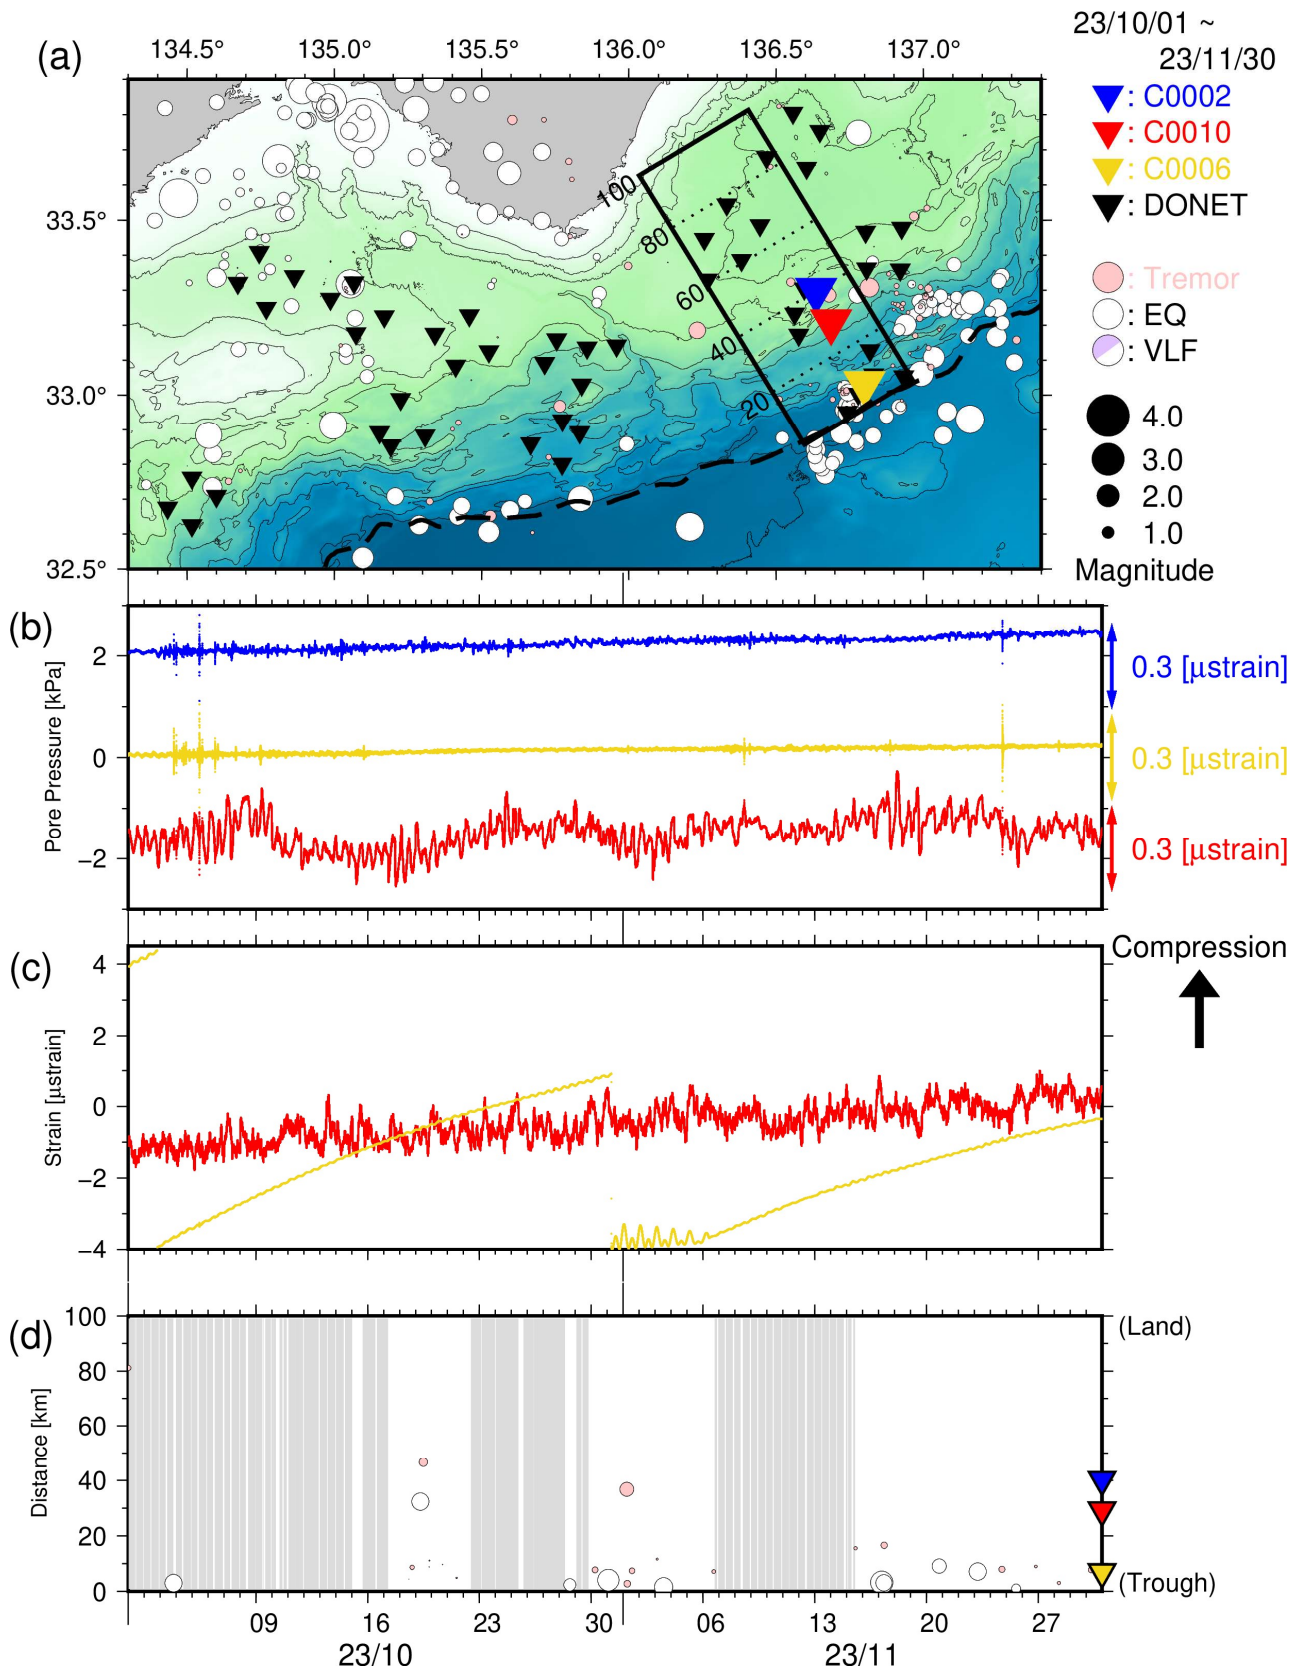 (a)
134.5° 135.0° 135.5° 136.0° 136.5° 137.0°
23/10/01 ~
23/11/30
: C0002
: C0010
: C0006
: DONET
: Tremor
: EQ
: VLF
4.0
3.0
2.0
1.0
Magnitude
33.5°
33.0°
32.5°
100
80
60
40
20
(b)
Pore Pressure [kPa]
2
0
−2
0.3 [μstrain]
0.3 [μstrain]
0.3 [μstrain]
(c)
Strain [μstrain]
4
2
0
−2
−4
Compression
(d)
Distance [km]
100
80
60
40
20
0
(Land)
(Trough)
09 16 23 30 06 13 20 27
23/10 23/11